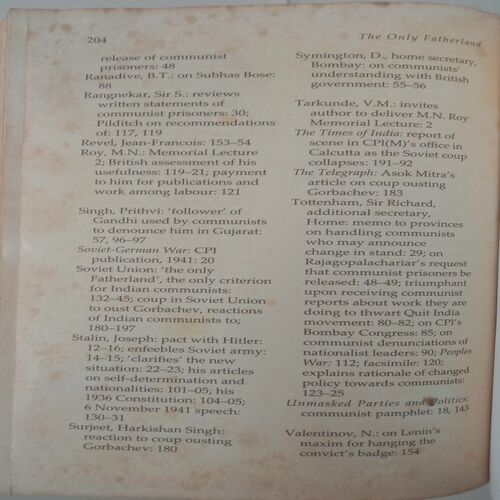 204
The Only Fatherland
release of communist
prisoners: 48
Ranadive, B.T.: on Subhas Bose:
88
Rangnekar, Sir S.: reviews
written statements of
communist prisoners: 30;
Pilditch on recommendations
of: 117, 119
Revel, Jean-Francois: 153–54
Roy, M.N.: Memorial Lecture
2; British assessment of his
usefulness: 119–21; payment
to him for publications and
work among labour: 121
Singh, Prithvi: 'follower' of
Gandhi used by communists
to denounce him in Gujarat:
57, 96–97
Soviet-German War: CPI
publication, 1941: 20
Soviet Union: 'the only
Fatherland', the only criterion
for Indian communists:
132–45; coup in Soviet Union
to oust Gorbachev, reactions
of Indian communists to;
180–197
Stalin, Joseph: pact with Hitler:
12–16; enfeebles Soviet army:
14–15; 'clarifies' the new
situation: 22–23; his articles
on self-determination and
nationalities: 101–05; his
1936 Constitution: 104–05;
6 November 1941 speech:
130–31
Surjeet, Harkishan Singh:
reaction to coup ousting
Gorbachev: 180
Symington, D., home secretary,
Bombay: on communists'
understanding with British
government: 55–56
Tarkunde, V.M.: invites
author to deliver M.N. Roy
Memorial Lecture: 2
The Times of India: report of
scene in CPI(M)'s office in
Calcutta as the Soviet coup
collapses: 191–92
The Telegraph: Asok Mitra's
article on coup ousting
Gorbachev: 183
Tottenham, Sir Richard,
additional secretary,
Home: memo to provinces
on handling communists
who may announce
change in stand: 29; on
Rajagopalachariar's request
that communist prisoners be
released: 48–49; triumphant
upon receiving communist
reports about work they are
doing to thwart Quit India
movement: 80–82; on CPI's
Bombay Congress: 85; on
communist denunciations of
nationalist leaders: 90; Peoples
War: 112; facsimile: 120;
explains rationale of changed
policy towards communists:
123–25
Unmasked Parties and Politics:
communist pamphlet: 18, 143
Valentinov, N.: on Lenin's
maxim for hanging the
convict's badge: 154